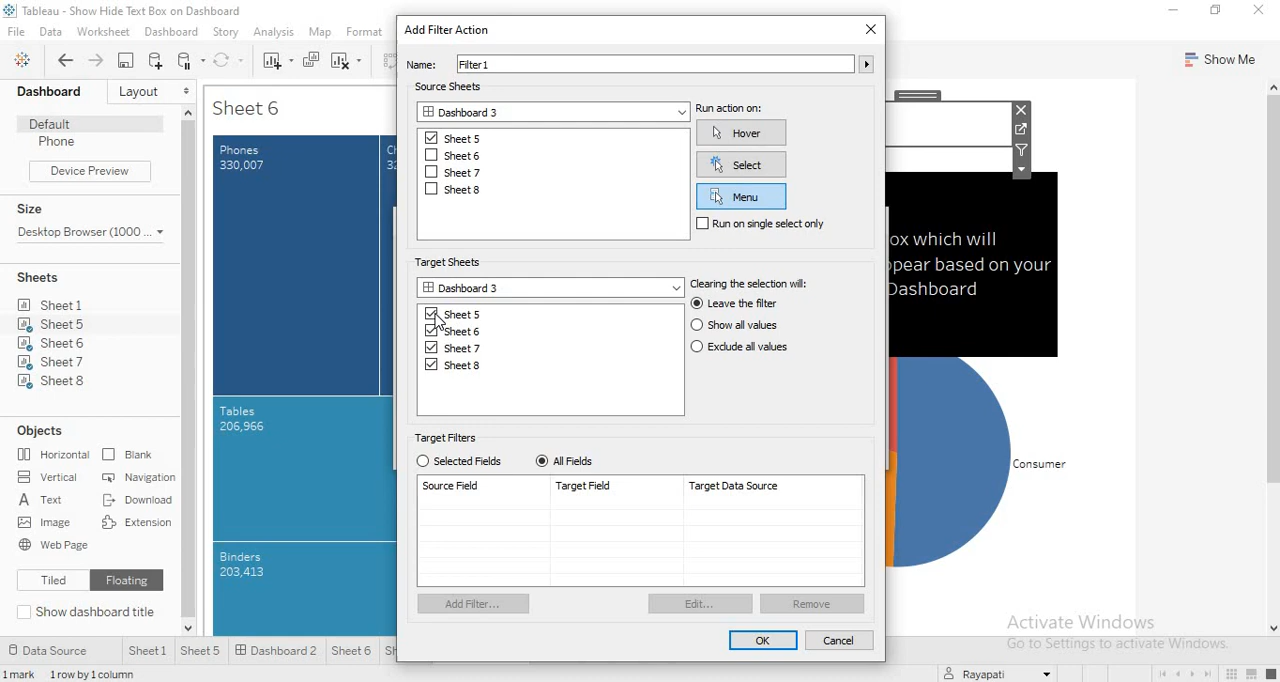 Tableau - Show Hide Text Box on Dashboard
File Data Worksheet Dashboard Story Analysis Map Format
Show Me
Dashboard Layout
Default
Phone
Device Preview
Size
Desktop Browser (1000 ...
Sheets
Sheet 1
Sheet 5
Sheet 6
Sheet 7
Sheet 8
Objects
Horizontal Blank
Vertical Navigation
Text Download
Image Extension
Web Page
Tiled Floating
Show dashboard title
Sheet 6
Phones
330,007
Tables
206,966
Binders
203,413
Add Filter Action
Name: Filter1
Source Sheets
Dashboard 3
Sheet 5
Sheet 6
Sheet 7
Sheet 8
Run action on:
Hover
Select
Menu
Run on single select only
Target Sheets
Dashboard 3
Sheet 5
Sheet 6
Sheet 7
Sheet 8
Clearing the selection will:
Leave the filter
Show all values
Exclude all values
Target Filters
Selected Fields All Fields
Source Field Target Field Target Data Source
Add Filter... Edit... Remove
OK Cancel
ox which will
pear based on your
Dashboard
Consumer
Activate Windows
Go to Settings to activate Windows.
Data Source Sheet 1 Sheet 5 Dashboard 2
1 mark 1 row by 1 column
Rayapati